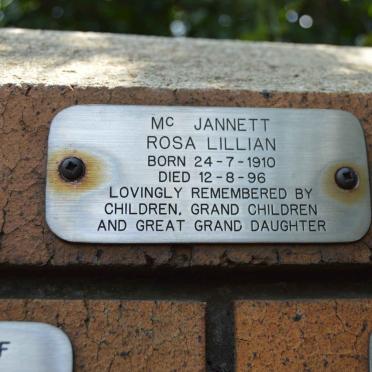 Mc JANNETT
ROSA LILLIAN
BORN 24-7-1910
DIED 12-8-96
LOVINGLY REMEMBERED BY
CHILDREN, GRAND CHILDREN
AND GREAT GRAND DAUGHTER